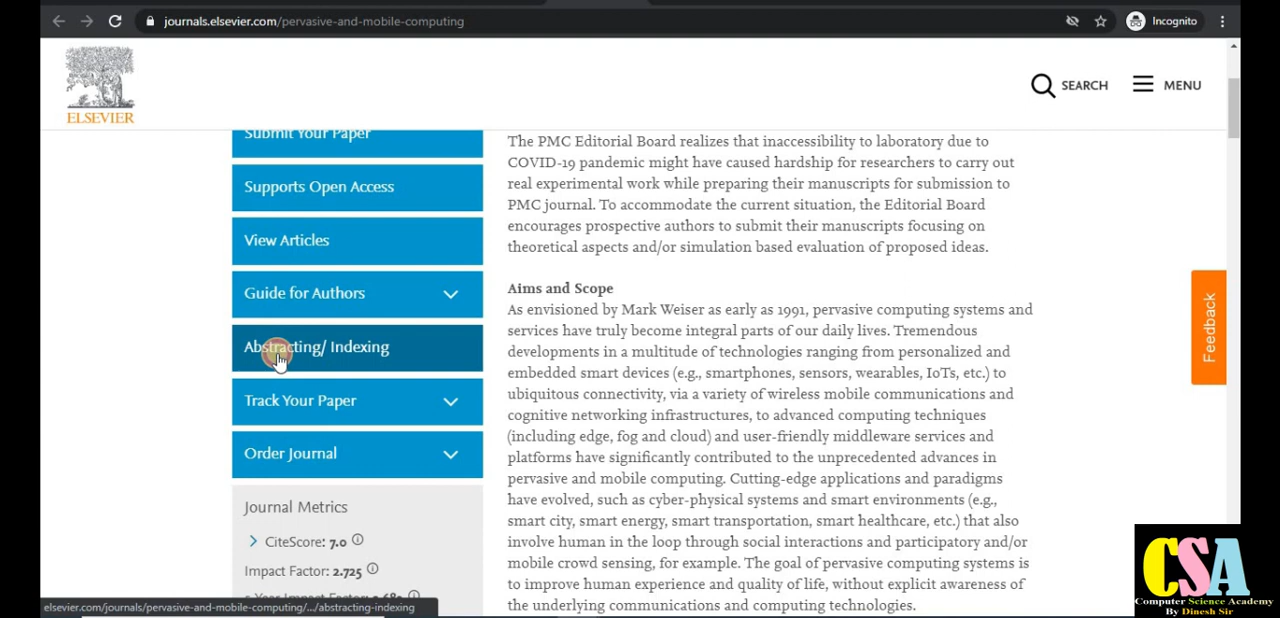 journals.elsevier.com/pervasive-and-mobile-computing
Incognito
ELSEVIER
SEARCH
MENU
Submit Your Paper
Supports Open Access
View Articles
Guide for Authors
Abstracting/ Indexing
Track Your Paper
Order Journal
Journal Metrics
CiteScore: 7.0
Impact Factor: 2.725
The PMC Editorial Board realizes that inaccessibility to laboratory due to
COVID-19 pandemic might have caused hardship for researchers to carry out
real experimental work while preparing their manuscripts for submission to
PMC journal. To accommodate the current situation, the Editorial Board
encourages prospective authors to submit their manuscripts focusing on
theoretical aspects and/or simulation based evaluation of proposed ideas.
Aims and Scope
As envisioned by Mark Weiser as early as 1991, pervasive computing systems and
services have truly become integral parts of our daily lives. Tremendous
developments in a multitude of technologies ranging from personalized and
embedded smart devices (e.g., smartphones, sensors, wearables, IoTs, etc.) to
ubiquitous connectivity, via a variety of wireless mobile communications and
cognitive networking infrastructures, to advanced computing techniques
(including edge, fog and cloud) and user-friendly middleware services and
platforms have significantly contributed to the unprecedented advances in
pervasive and mobile computing. Cutting-edge applications and paradigms
have evolved, such as cyber-physical systems and smart environments (e.g.,
smart city, smart energy, smart transportation, smart healthcare, etc.) that also
involve human in the loop through social interactions and participatory and/or
mobile crowd sensing, for example. The goal of pervasive computing systems is
to improve human experience and quality of life, without explicit awareness of
the underlying communications and computing technologies.
Feedback
elsevier.com/journals/pervasive-and-mobile-computing/.../abstracting-indexing
CSA
Computer Science Academy
By Dinesh Sir